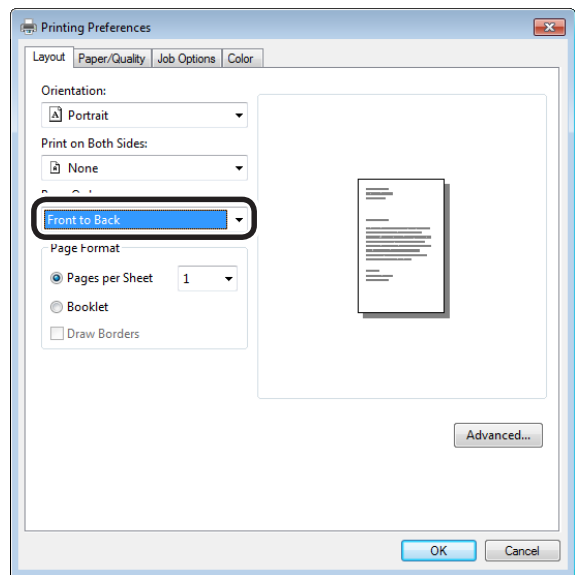 Printing Preferences
Layout Paper/Quality Job Options Color
Orientation:
Portrait
Print on Both Sides:
None
Front to Back
Page Format
Pages per Sheet 1
Booklet
Draw Borders
Advanced...
OK Cancel